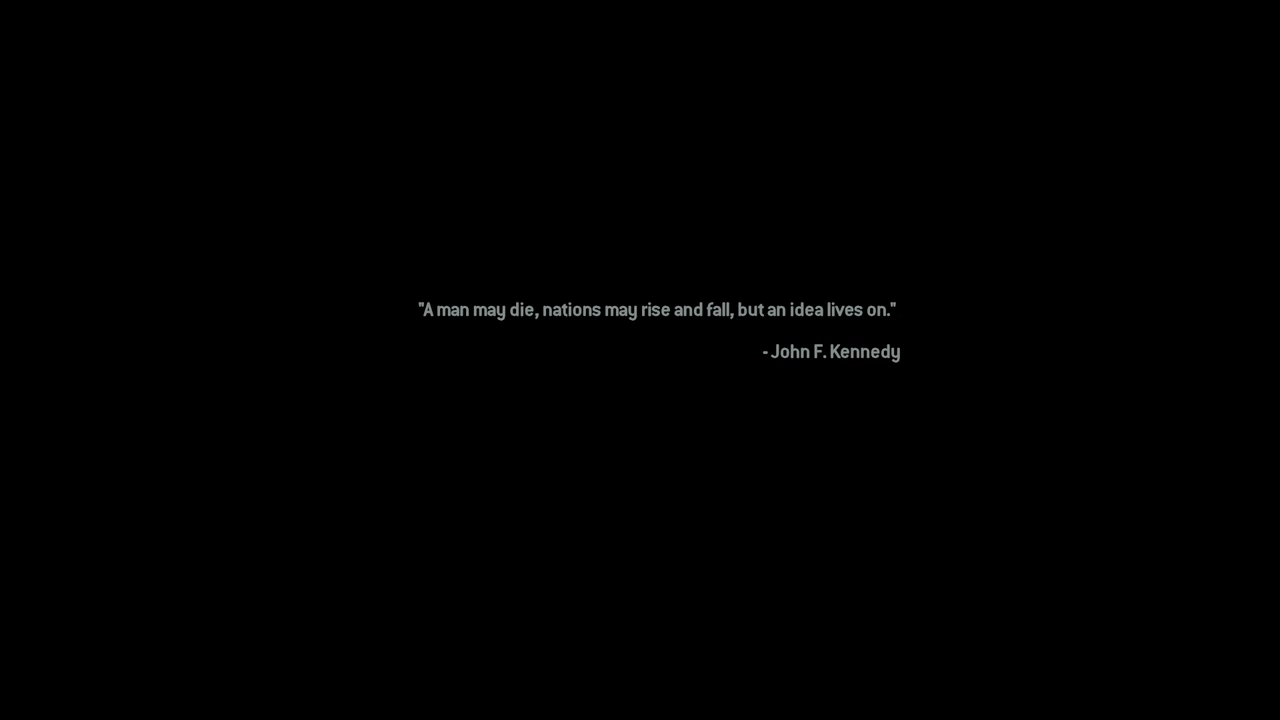 "A man may die, nations may rise and fall, but an idea lives on."
- John F. Kennedy